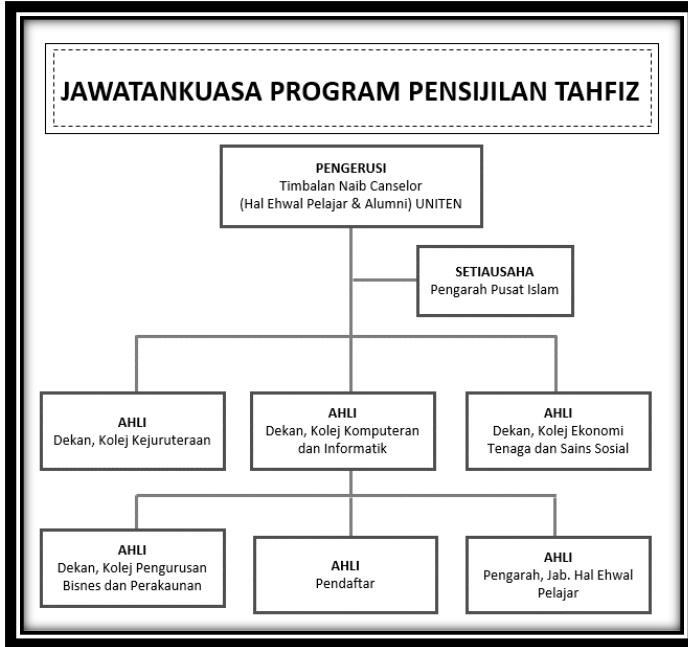 JAWATANKUASA PROGRAM PENSIJILAN TAHFIZ
PENGERUSI
Timbalan Naib Canselor
(Hal Ehwal Pelajar & Alumni) UNITEN
SETIAUSAHA
Pengarah Pusat Islam
AHLI
Dekan, Kolej Kejuruteraan
AHLI
Dekan, Kolej Komputeran
dan Informatik
AHLI
Dekan, Kolej Ekonomi
Tenaga dan Sains Sosial
AHLI
Dekan, Kolej Pengurusan
Bisnes dan Perakaunan
AHLI
Pendaftar
AHLI
Pengarah, Jab. Hal Ehwal
Pelajar